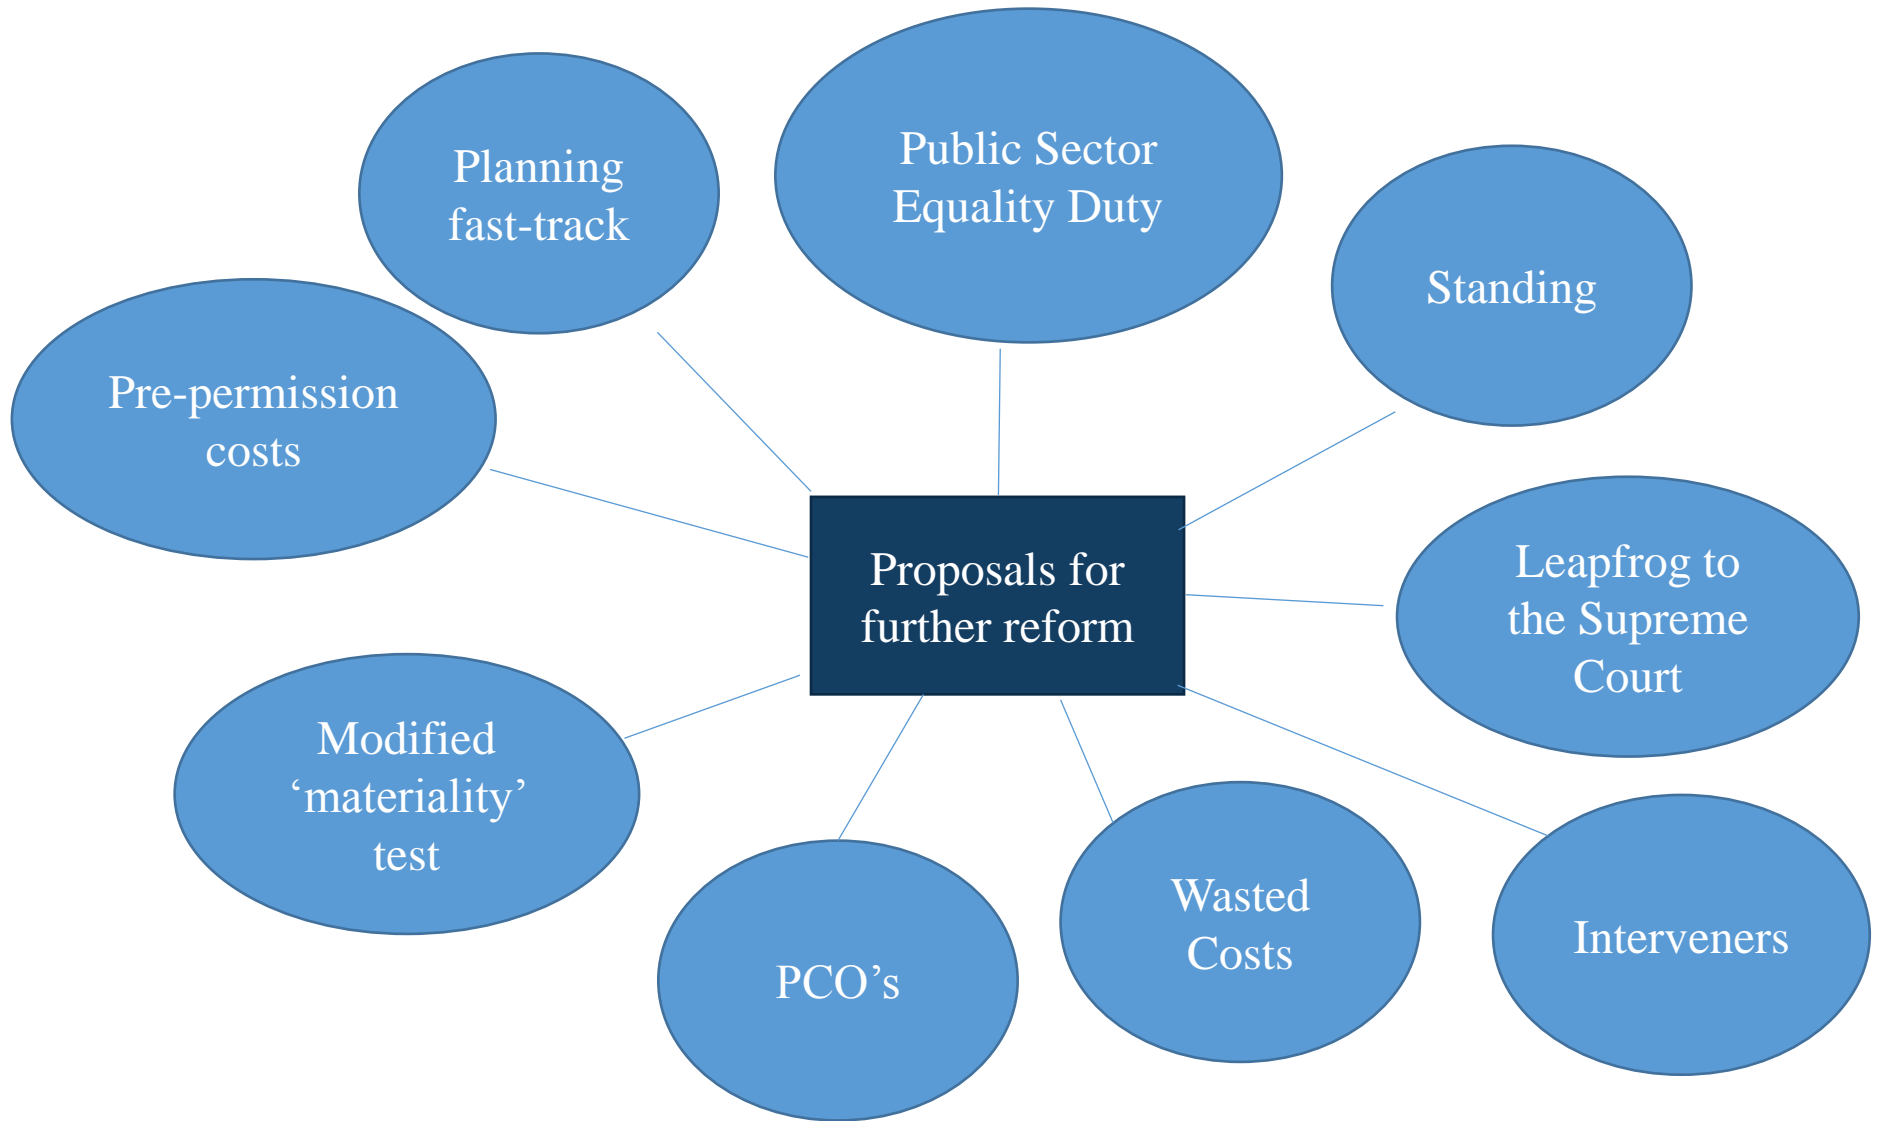 Planning
fast-track
Public Sector
Equality Duty
Standing
Pre-permission
costs
Proposals for
further reform
Leapfrog to
the Supreme
Court
Modified
‘materiality’
test
PCO’s
Wasted
Costs
Interveners